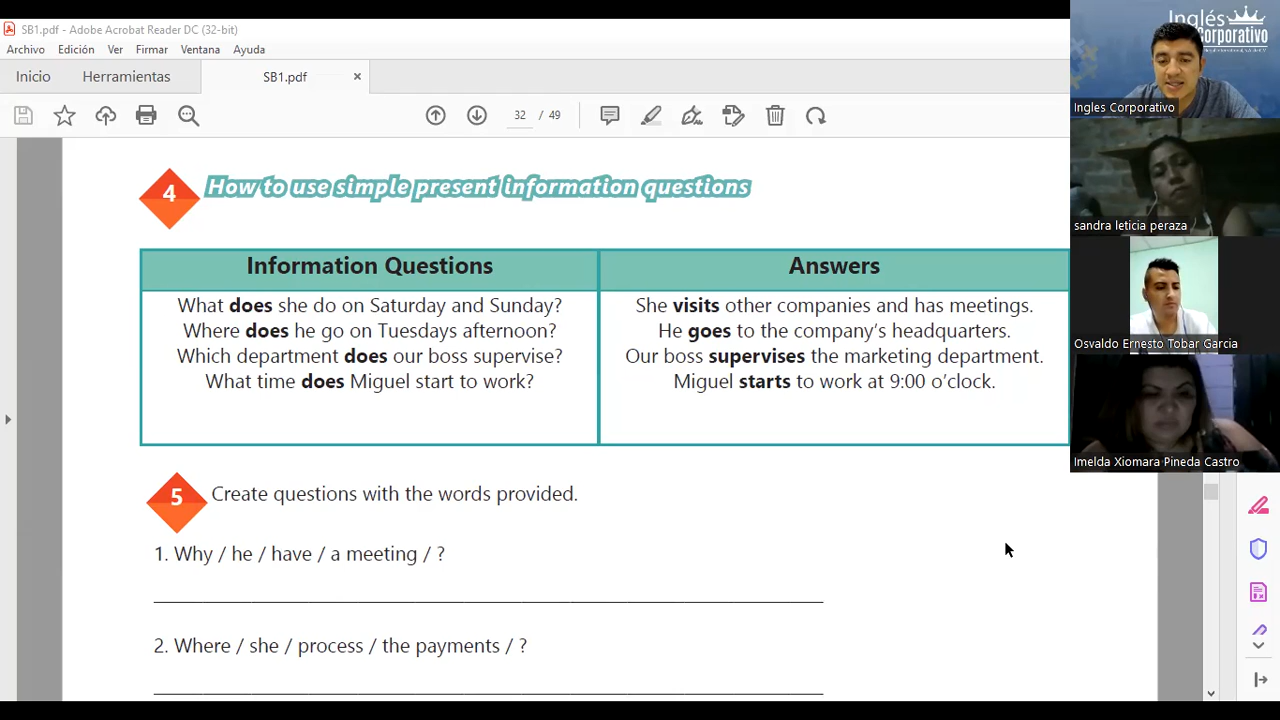 SB1.pdf - Adobe Acrobat Reader DC (32-bit)
Archivo Edición Ver Firmar Ventana Ayuda
Inicio Herramientas SB1.pdf ×
32 / 49
4 How to use simple present information questions
Information Questions
What does she do on Saturday and Sunday?
Where does he go on Tuesdays afternoon?
Which department does our boss supervise?
What time does Miguel start to work?
Answers
She visits other companies and has meetings.
He goes to the company's headquarters.
Our boss supervises the marketing department.
Miguel starts to work at 9:00 o'clock.
5 Create questions with the words provided.
1. Why / he / have / a meeting / ?
2. Where / she / process / the payments / ?
Inglés
Corporativo
Ingles Corporativo
sandra leticia peraza
Osvaldo Ernesto Tobar Garcia
Imelda Xiomara Pineda Castro